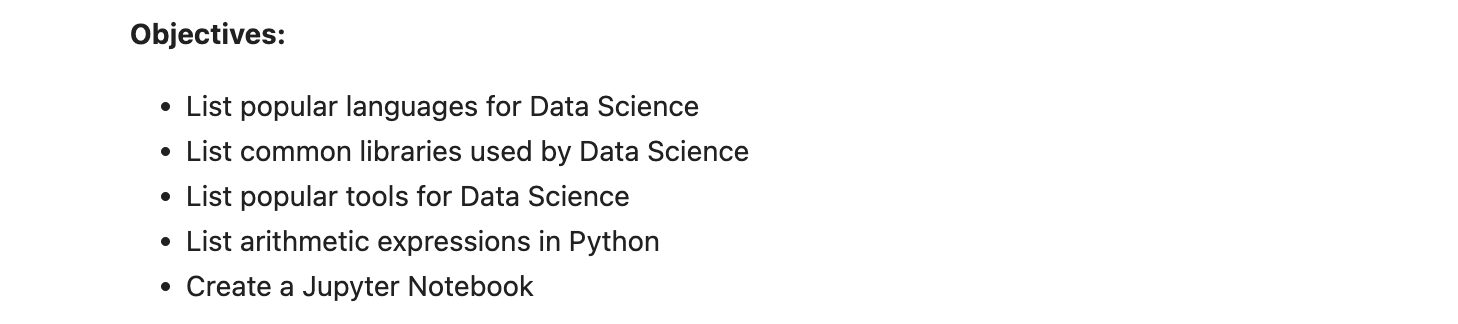 Objectives:
• List popular languages for Data Science
• List common libraries used by Data Science
• List popular tools for Data Science
• List arithmetic expressions in Python
• Create a Jupyter Notebook